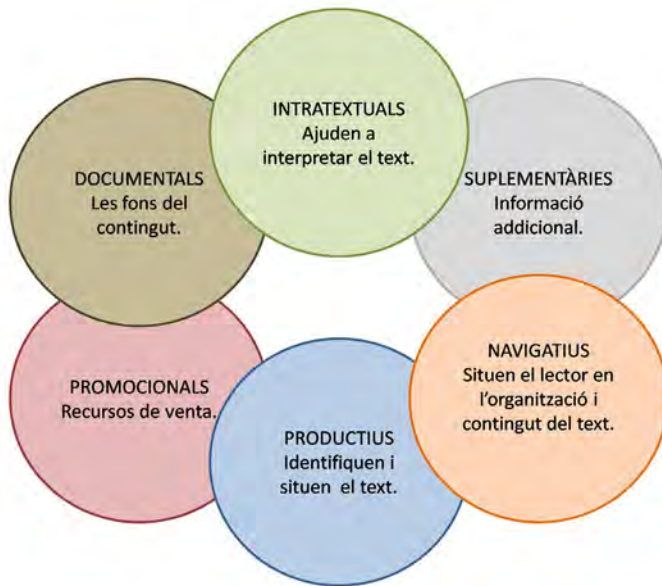 INTRATEXTUALS
Ajuden a
interpretar el text.
SUPLEMENTÀRIES
Informació
addicional.
NAVIGATIUS
Situen el lector en
l'organització i
contingut del text.
PRODUCTIUS
Identifiquen i
situen el text.
PROMOCIONALS
Recursos de venta.
DOCUMENTALS
Les fons del
contingut.